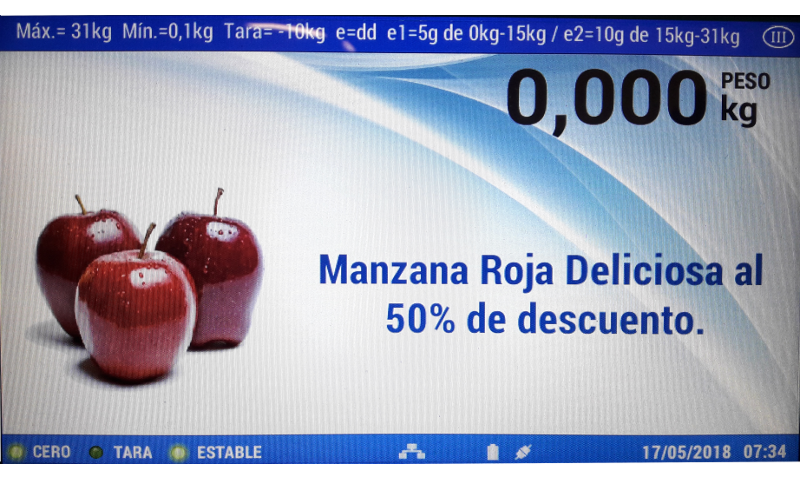 Máx.= 31kg Mín.=0,1kg Tara= -10kg e=dd e1=5g de 0kg-15kg / e2=10g de 15kg-31kg III
0,000 PESO kg
Manzana Roja Deliciosa al
50% de descuento.
CERO TARA ESTABLE 17/05/2018 07:34